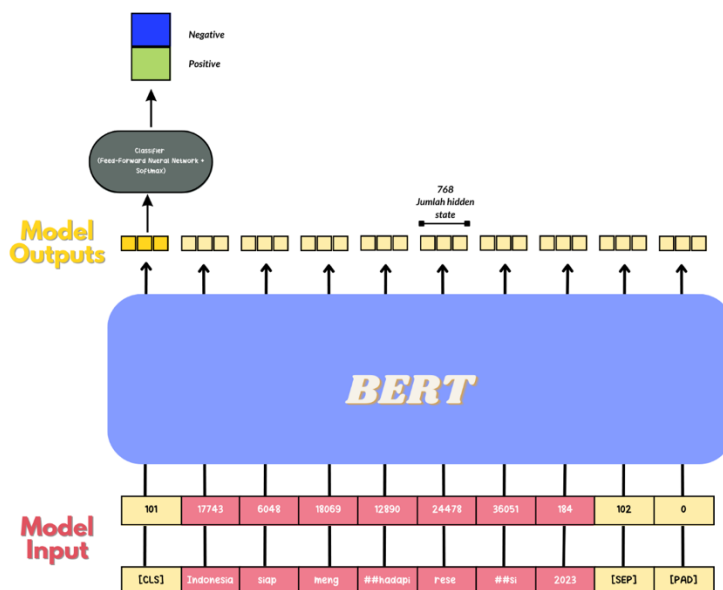 Negative
Positive
Classifier
(Feed-Forward Nueral Network +
Softmax)
768
Jumlah hidden
state
Model
Outputs
BERT
101 17743 6048 18069 12890 24478 36051 184 102 0
Model
Input
[CLS] Indonesia siap meng ##hadapi rese ##si 2023 [SEP] [PAD]